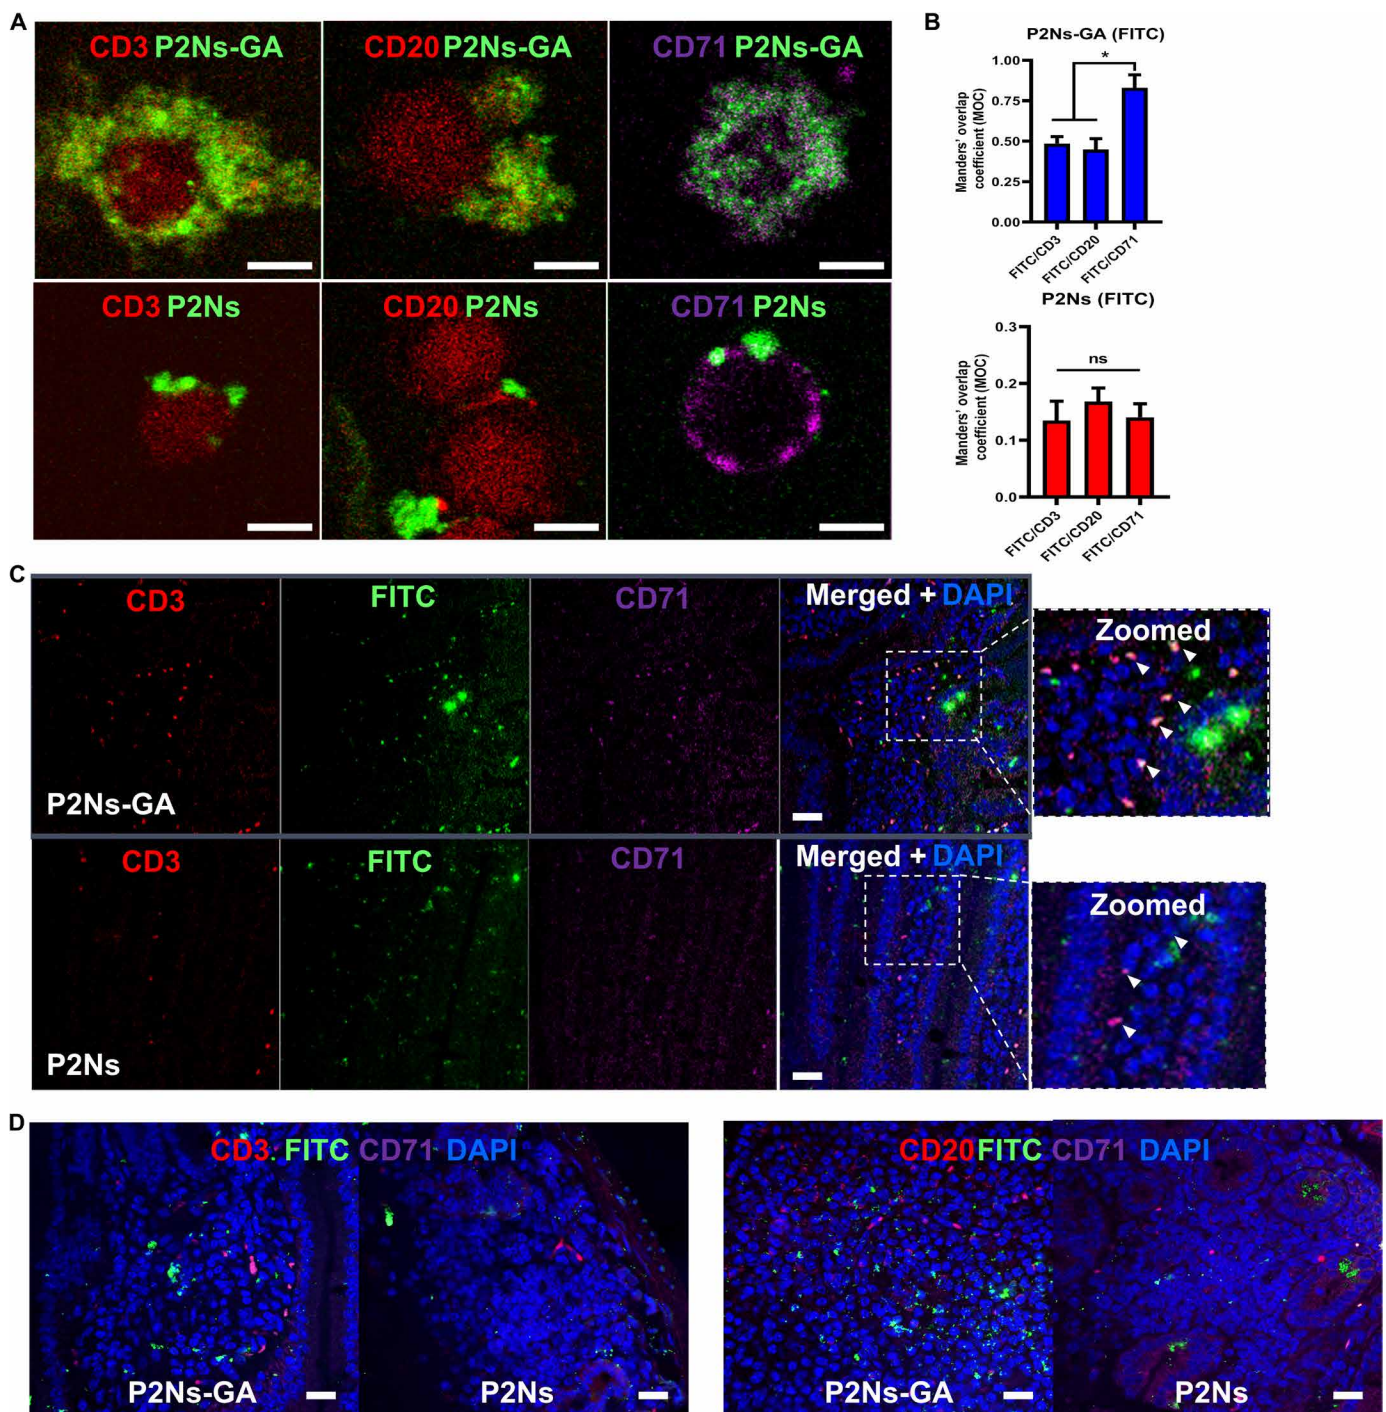 A
CD3 P2Ns-GA
CD20 P2Ns-GA
CD71 P2Ns-GA
CD3 P2Ns
CD20 P2Ns
CD71 P2Ns
B
P2Ns-GA (FITC)
*
Manders' overlap
coefficient (MOC)
1.00
0.75
0.50
0.25
0.00
FITC/CD3
FITC/CD20
FITC/CD71
P2Ns (FITC)
ns
Manders' overlap
coefficient (MOC)
0.3
0.2
0.1
0.0
FITC/CD3
FITC/CD20
FITC/CD71
C
CD3
FITC
CD71
Merged + DAPI
Zoomed
P2Ns-GA
CD3
FITC
CD71
Merged + DAPI
Zoomed
P2Ns
D
CD3 FITC CD71 DAPI
P2Ns-GA
P2Ns
CD20 FITC CD71 DAPI
P2Ns-GA
P2Ns